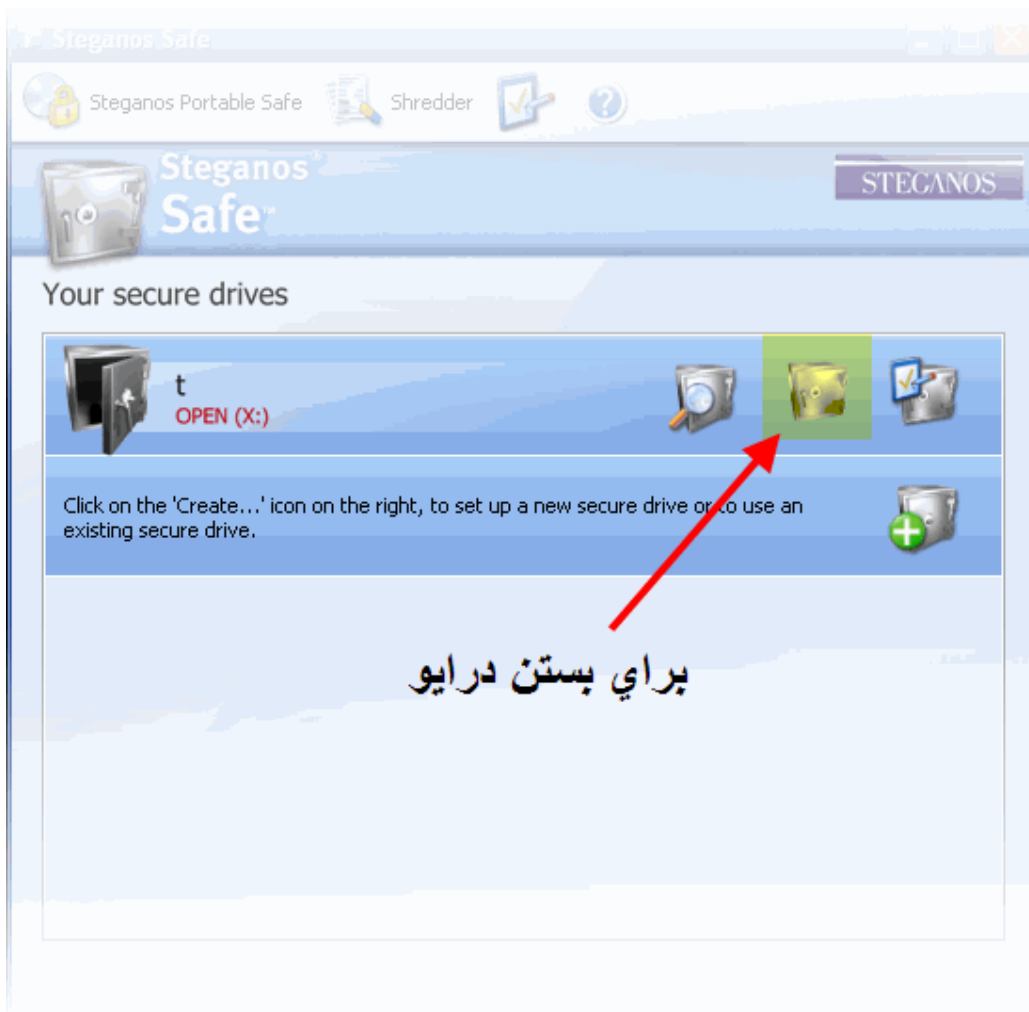 Steganos Safe
Steganos Portable Safe Shredder
Steganos®
Safe™
STEGANOS
Your secure drives
t
OPEN (X:)
Click on the 'Create...' icon on the right, to set up a new secure drive or to use an
existing secure drive.
براي بستن درايو